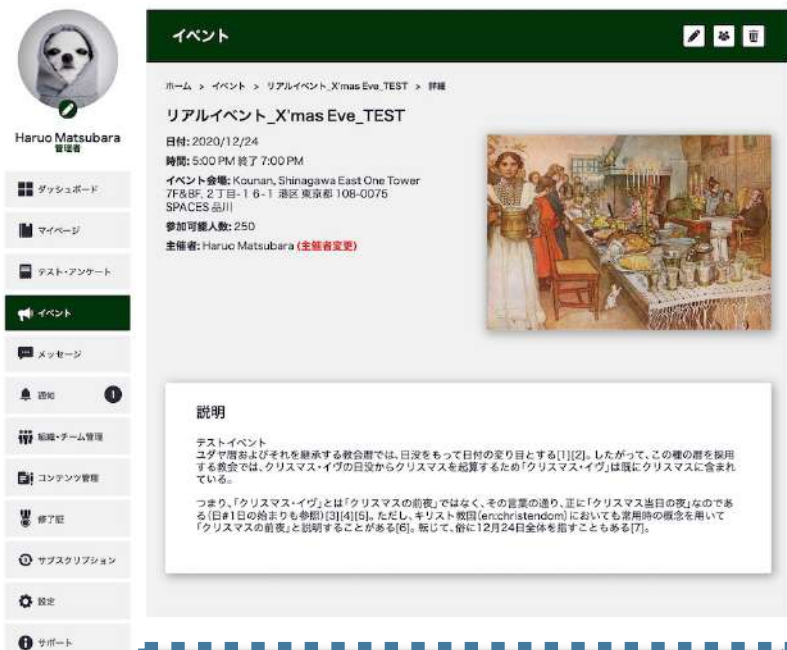 Haruo Matsubara
管理者
ダッシュボード
マイページ
テスト・アンケート
イベント
メッセージ
通知
1
組織・チーム管理
コンテンツ管理
修了証
サブスクリプション
設定
サポート
イベント
ホーム > イベント > リアルイベント_X'mas Eve_TEST > 詳細
リアルイベント_X'mas Eve_TEST
日付: 2020/12/24
時間: 5:00 PM 終了 7:00 PM
イベント会場: Kounan, Shinagawa East One Tower
7F&8F, 2丁目-1 6-1 港区 東京都 108-0075
SPACES 品川
参加可能人数: 250
主催者: Haruo Matsubara (主催者変更)
説明
テストイベント
ユダヤ暦およびそれを継承する教会暦では、日没をもって日付の変り目とする[1][2]。したがって、この種の暦を採用
する教会では、クリスマス・イヴの日没からクリスマスを起算するため「クリスマス・イヴ」は既にクリスマスに含まれ
ている。
つまり、「クリスマス・イヴ」とは「クリスマスの前夜」ではなく、その言葉の通り、正に「クリスマス当日の夜」なのであ
る(日#1日の始まりも参照)[3][4][5]。ただし、キリスト教国(en:christendom)においても常用時の概念を用いて
「クリスマスの前夜」と説明することがある[6]。転じて、俗に12月24日全体を指すこともある[7]。